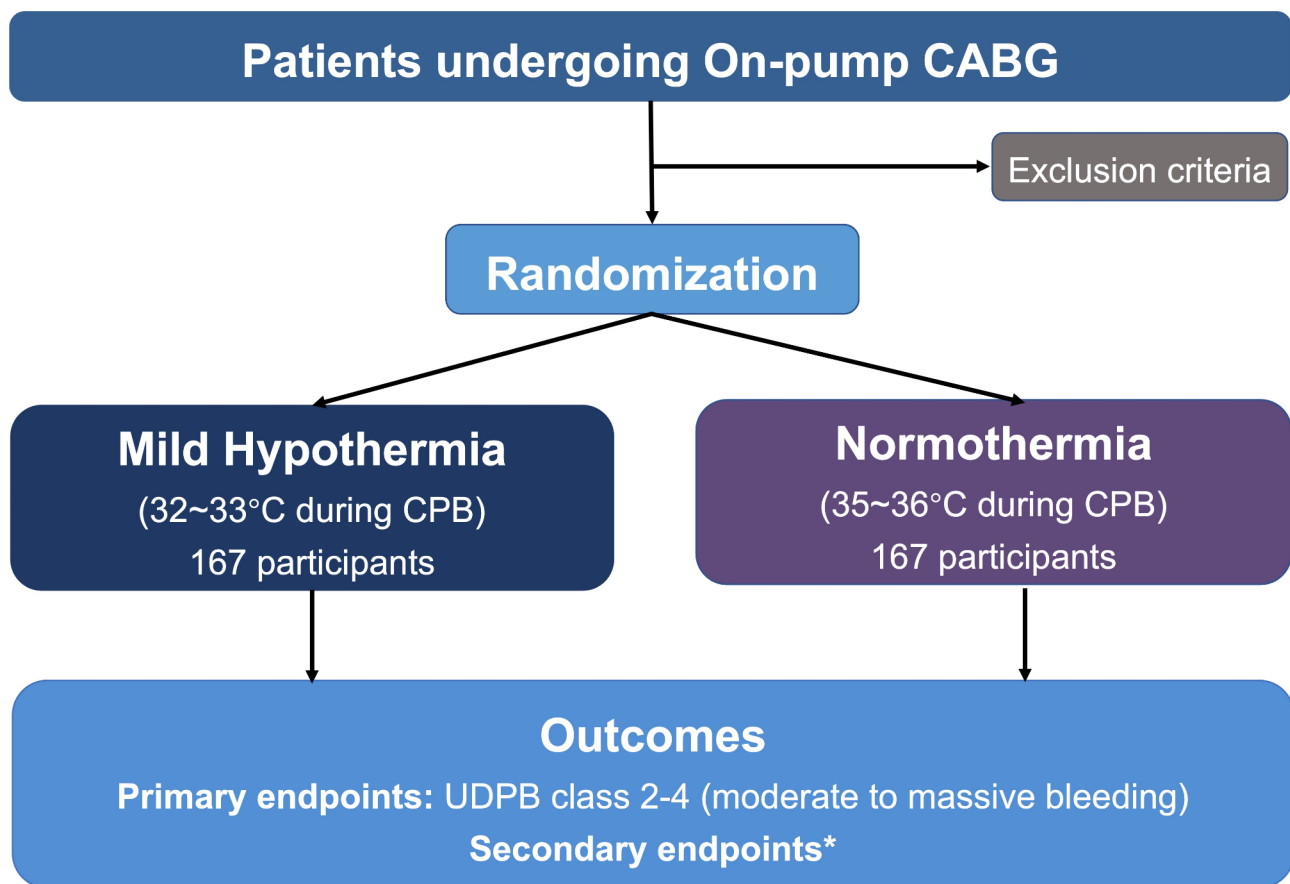 Patients undergoing On-pump CABG
Exclusion criteria
Randomization
Mild Hypothermia
(32~33°C during CPB)
167 participants
Normothermia
(35~36°C during CPB)
167 participants
Outcomes
Primary endpoints: UDPB class 2-4 (moderate to massive bleeding)
Secondary endpoints*